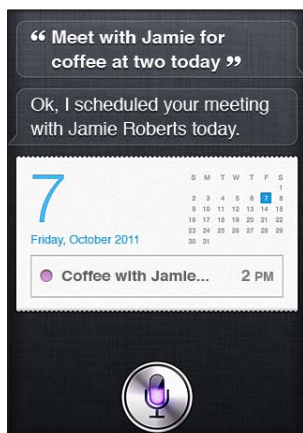 “ Meet with Jamie for
coffee at two today ”
Ok, I scheduled your meeting
with Jamie Roberts today.
7
Friday, October 2011
S M T W T F S
1
2 3 4 5 6 7 8
9 10 11 12 13 14 15
16 17 18 19 20 21 22
23 24 25 26 27 28 29
30 31
Coffee with Jamie... 2 PM